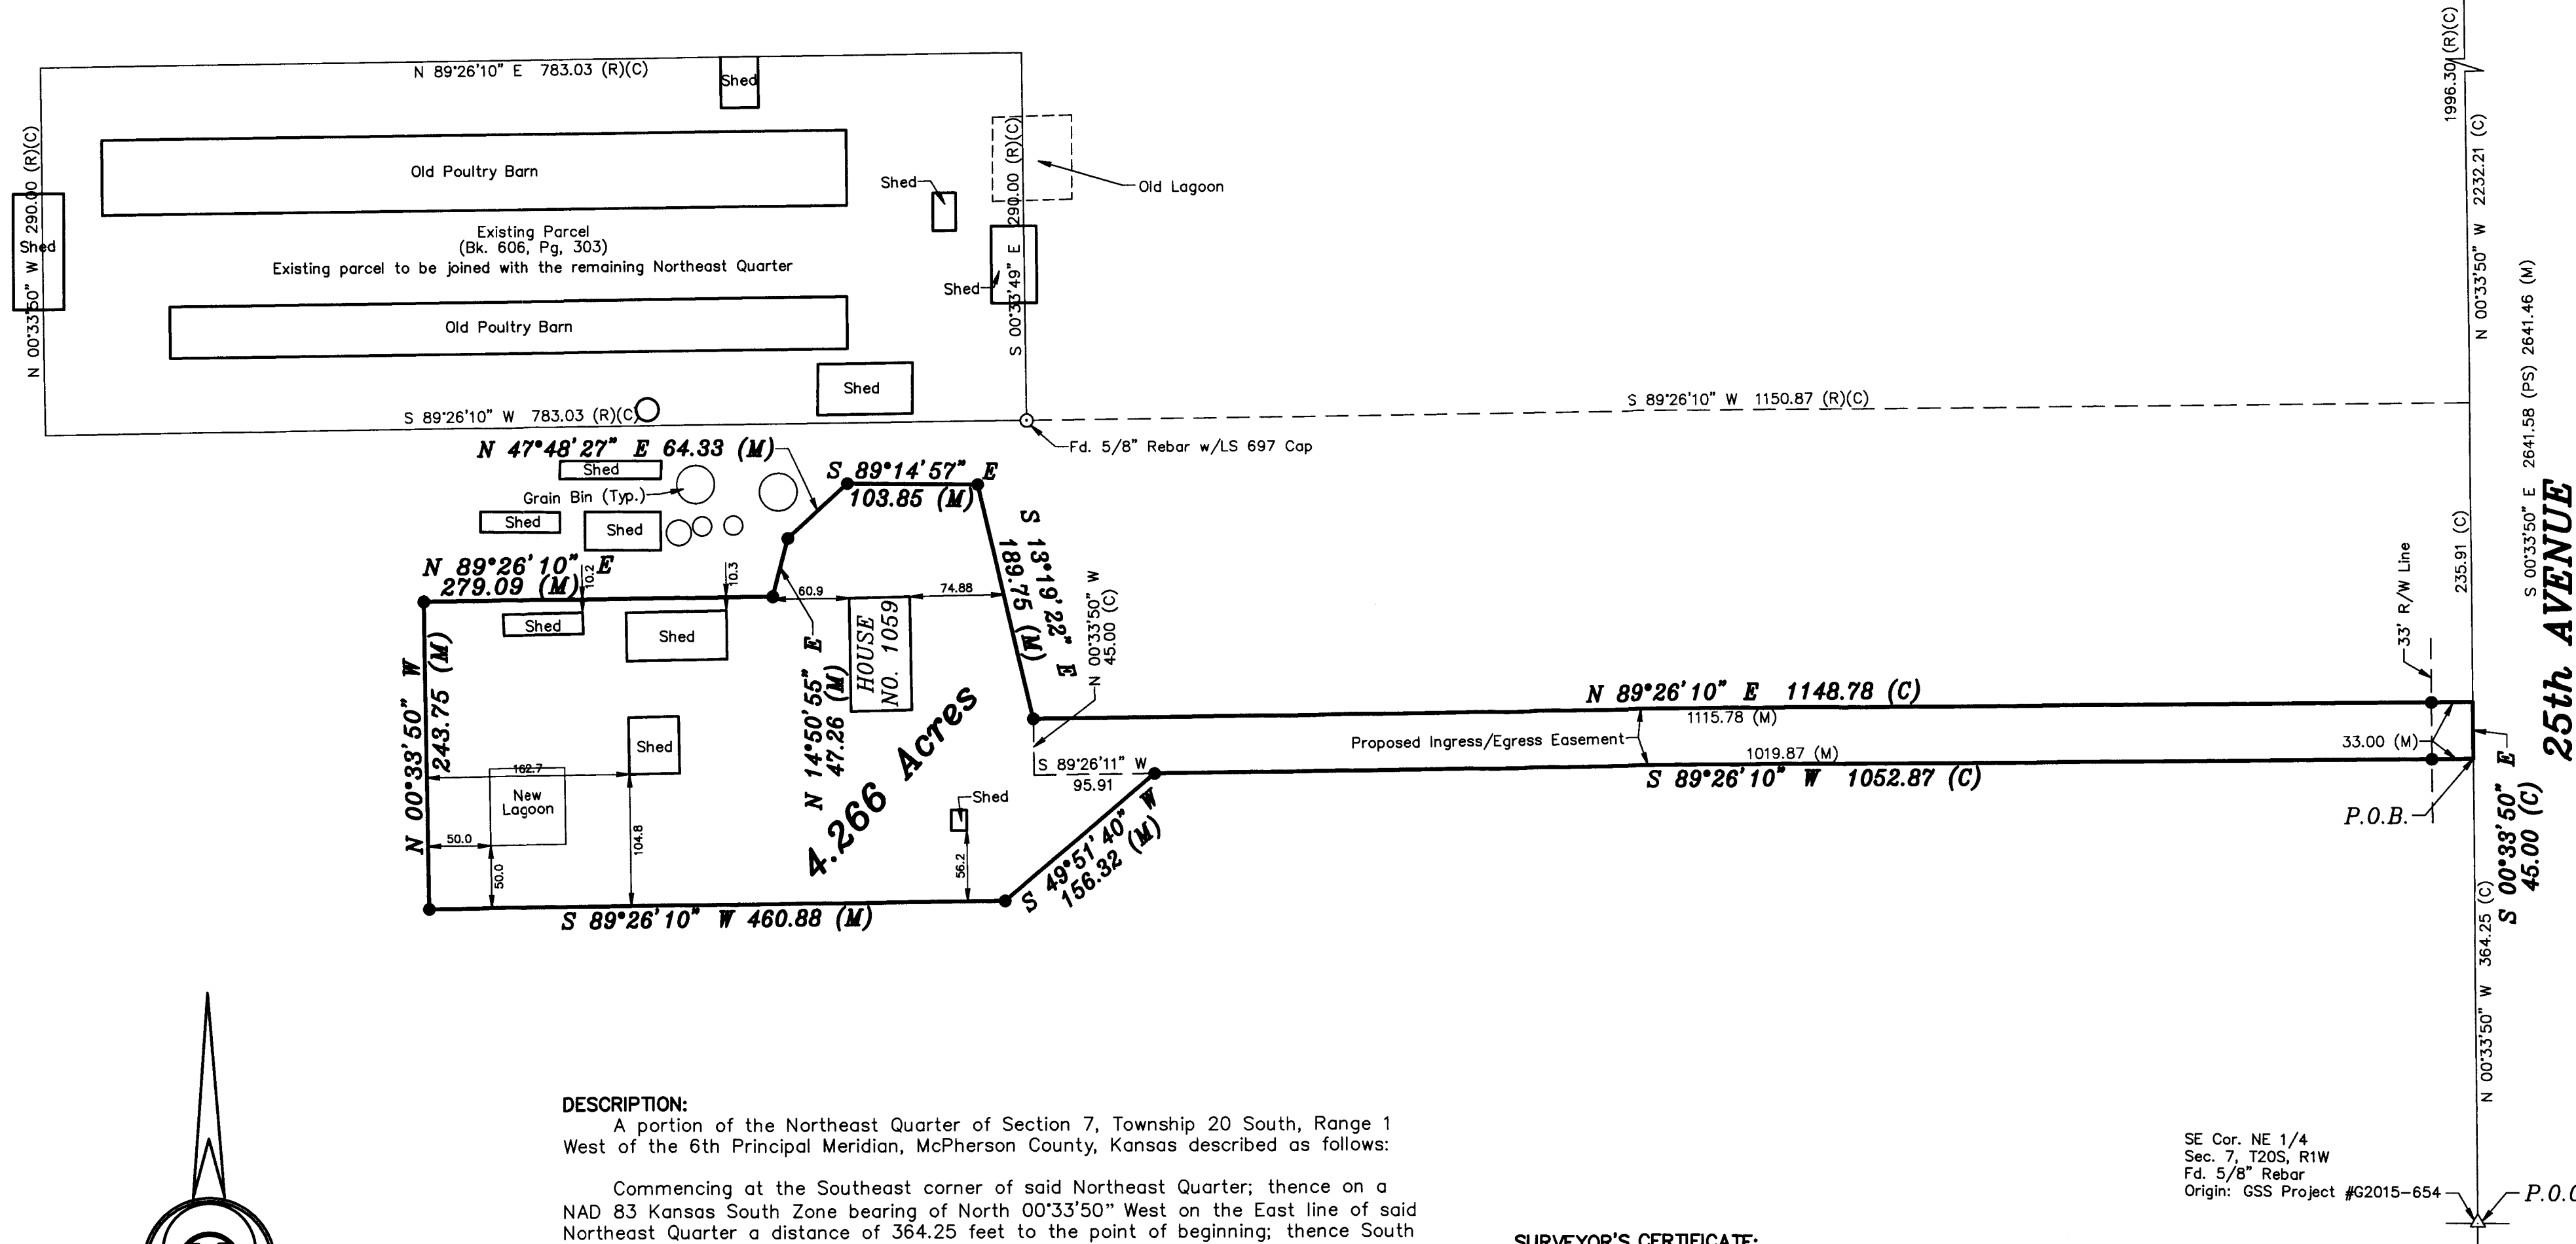 N 89°26'10" E 783.03 (R)(C)
Shed
1996.30 (R)(C)
N 00°33'50" W 290.00 (R)(C)
Old Poultry Barn
S 00°33'49" E 290.00 (R)(C)
Old Lagoon
Shed
Shed
Existing Parcel
(Bk. 606, Pg, 303)
Existing parcel to be joined with the remaining Northeast Quarter
Shed
Old Poultry Barn
Shed
N 00°33'50" W 2232.21 (C)
S 00°33'50" E 2641.58 (PS) 2641.46 (M)
S 89°26'10" W 783.03 (R)(C)
S 89°26'10" W 1150.87 (R)(C)
Fd. 5/8" Rebar w/LS 697 Cap
N 47°48'27" E 64.33 (M)
Shed
Grain Bin (Typ.)
Shed
Shed
S 89°14'57" E
103.85 (M)
S 13°19'22" E
189.75 (M)
N 89°26'10" E
279.09 (M)
10.2
10.3
60.9
74.88
N 00°33'50" W
45.00 (C)
235.91 (C)
33' R/W Line
25th AVENUE
Shed
Shed
HOUSE
NO. 1059
N 14°50'55" E
47.26 (M)
N 00°33'50" W
243.75 (M)
N 89°26'10" E 1148.78 (C)
1115.78 (M)
Proposed Ingress/Egress Easement
1019.87 (M)
S 89°26'10" W 1052.87 (C)
33.00 (M)
P.O.B.
S 00°33'50" E
45.00 (C)
Shed
162.7
New
Lagoon
50.0
50.0
104.8
4.266 Acres
Shed
56.2
S 89°26'11" W
95.91
S 49°51'40" W
156.32 (M)
S 89°26'10" W 460.88 (M)
N 00°33'50" W 364.25 (C)
DESCRIPTION:
A portion of the Northeast Quarter of Section 7, Township 20 South, Range 1
West of the 6th Principal Meridian, McPherson County, Kansas described as follows:
Commencing at the Southeast corner of said Northeast Quarter; thence on a
NAD 83 Kansas South Zone bearing of North 00°33'50" West on the East line of said
Northeast Quarter a distance of 364.25 feet to the point of beginning; thence South
SE Cor. NE 1/4
Sec. 7, T20S, R1W
Fd. 5/8" Rebar
Origin: GSS Project #G2015-654
P.O.C
SURVEYOR'S CERTIFICATE: